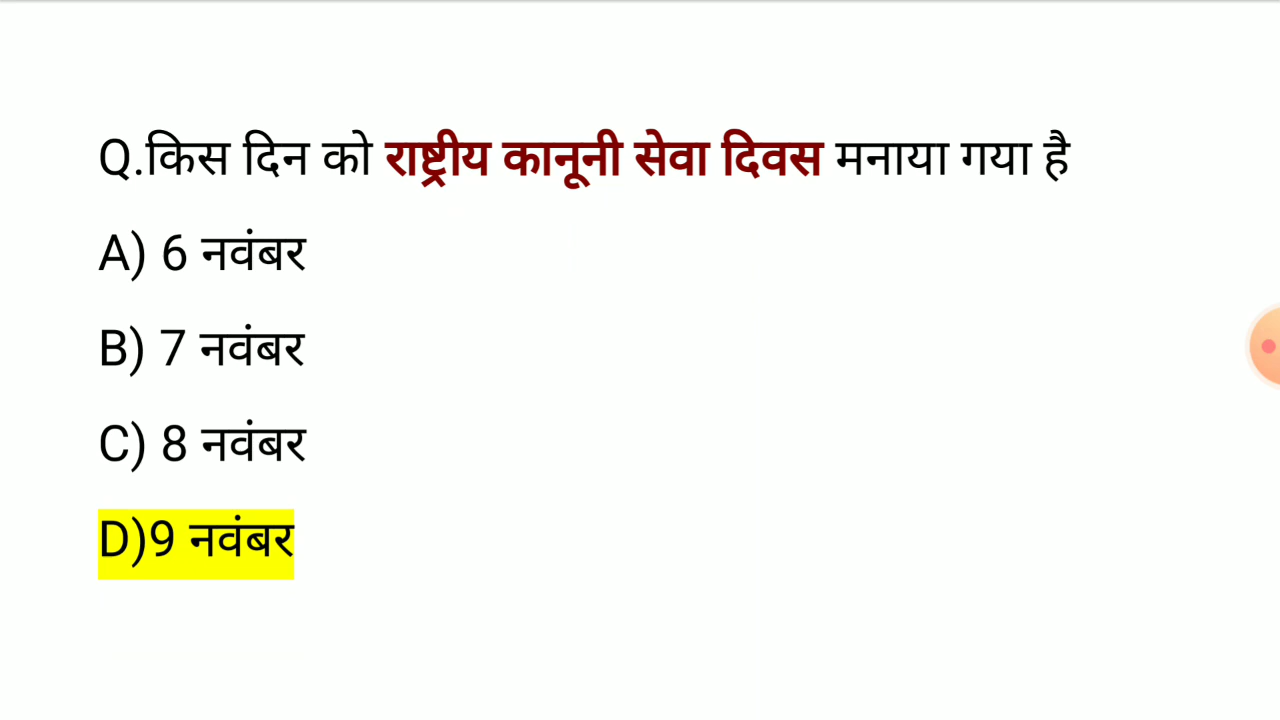 Q.किस दिन को राष्ट्रीय कानूनी सेवा दिवस मनाया गया है
A) 6 नवंबर
B) 7 नवंबर
C) 8 नवंबर
D)9 नवंबर